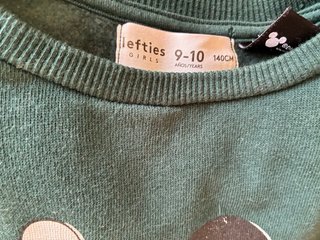 lefties
GIRLS
9-10
AÑOS/YEARS
140CM